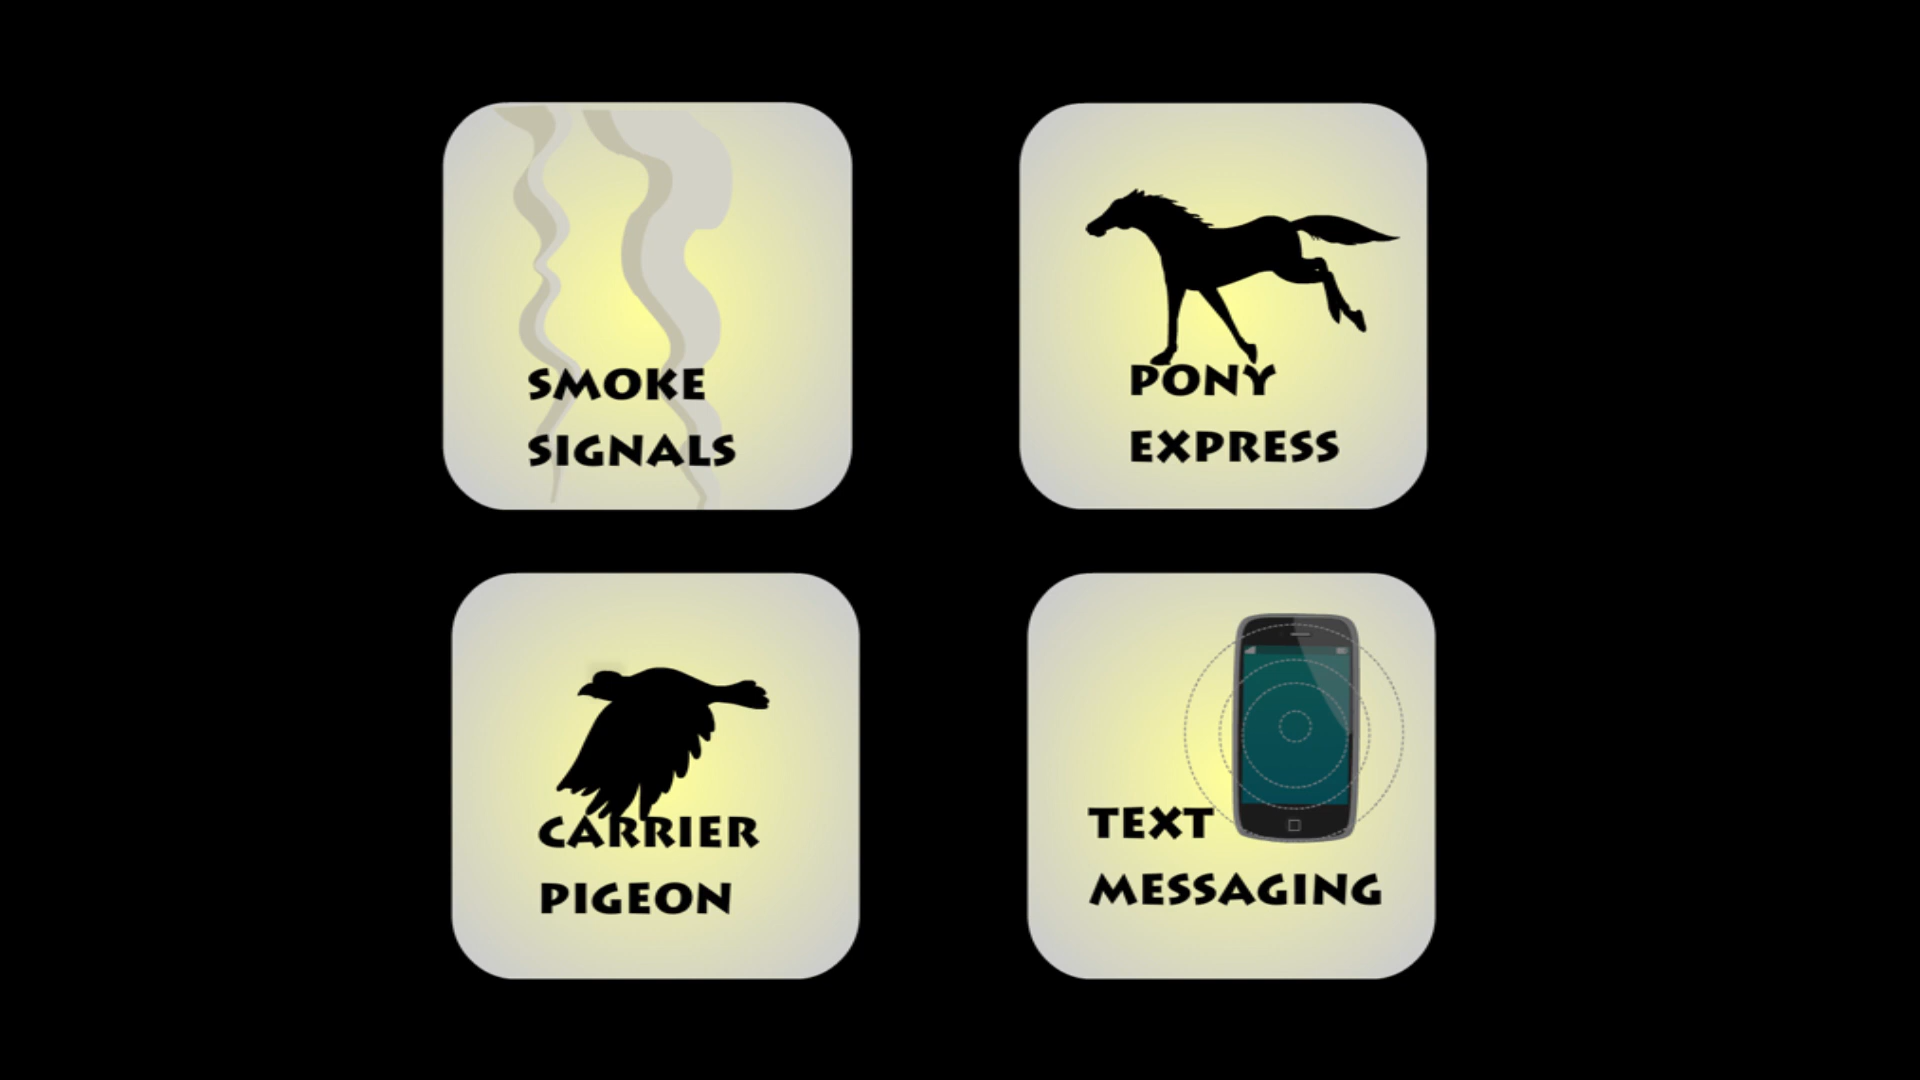 SMOKE
SIGNALS
PONY
EXPRESS
CARRIER
PIGEON
TEXT
MESSAGING